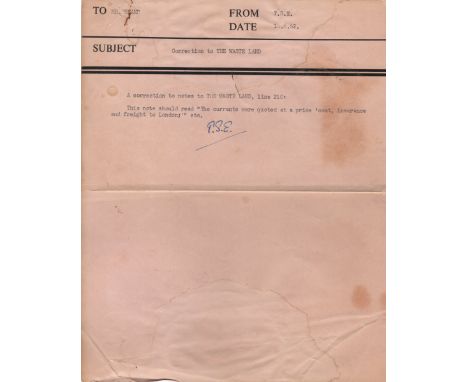 TO MR. 
FROM T.S.E.
DATE
SUBJECT Correction to THE WASTE LAND
A correction to notes to THE WASTE LAND, line 210:
This note should read "The currants were quoted at a price 'cost, insurance
and freight to London;'" etc.
T.S.E.